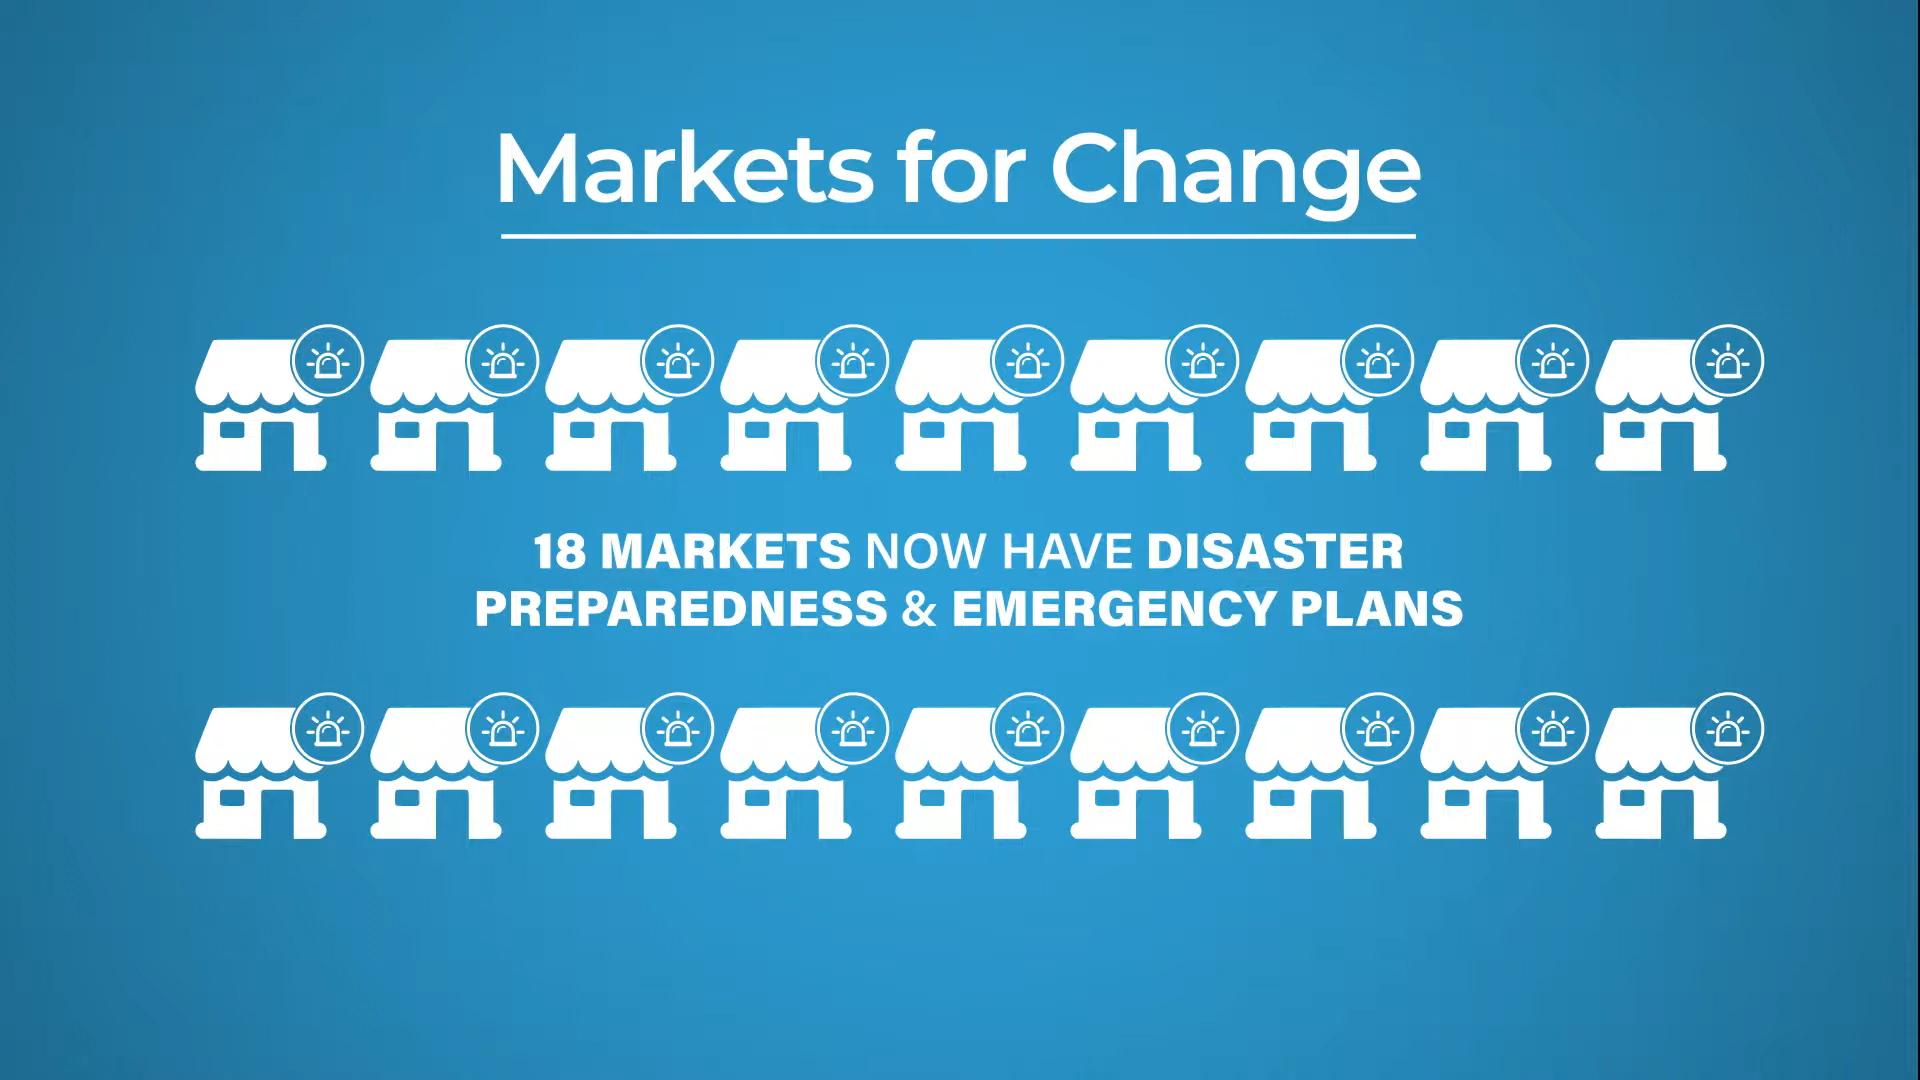 Markets for Change
18 MARKETS NOW HAVE DISASTER
PREPAREDNESS & EMERGENCY PLANS